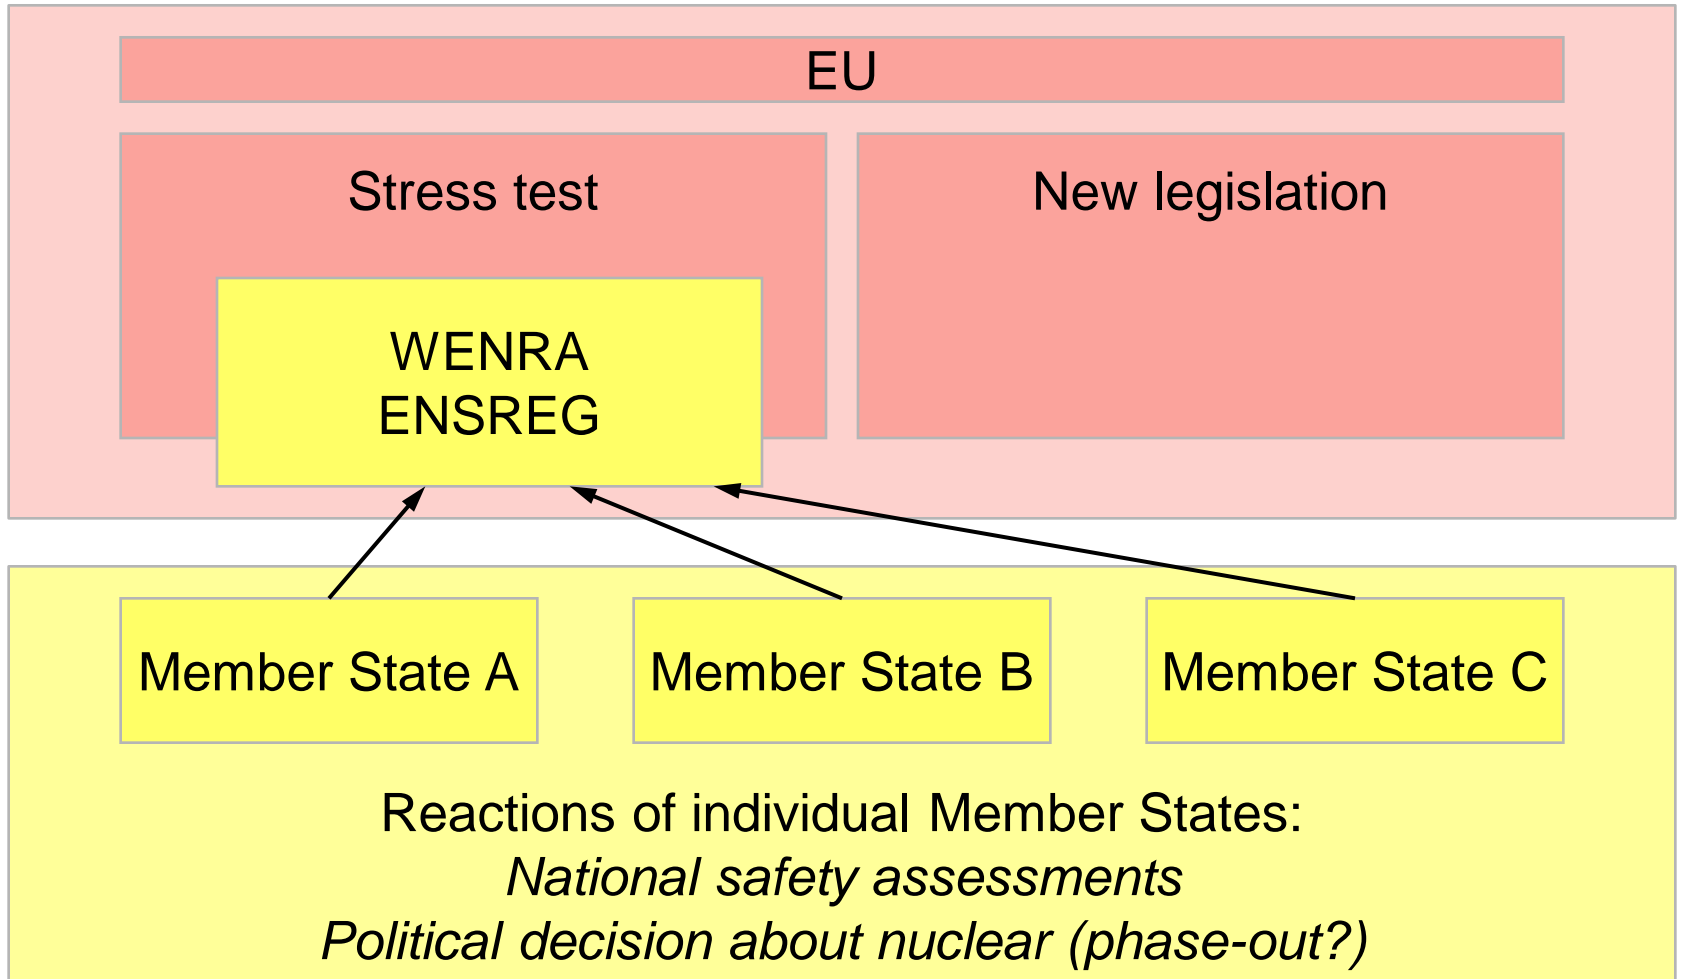 EU
Stress test
New legislation
WENRA
ENSREG
Member State A
Member State B
Member State C
Reactions of individual Member States:
National safety assessments
Political decision about nuclear (phase-out?)